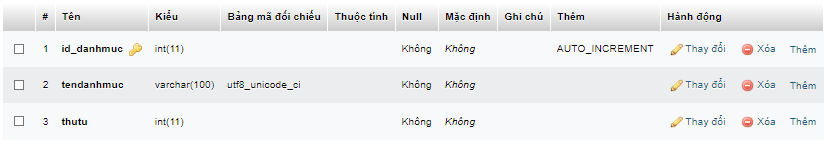 # Tên Kiểu Bảng mã đối chiếu Thuộc tính Null Mặc định Ghi chú Thêm Hành động
1 id_danhmuc int(11) Không Không AUTO_INCREMENT Thay đổi Xóa Thêm
2 tendanhmuc varchar(100) utf8_unicode_ci Không Không Thay đổi Xóa Thêm
3 thutu int(11) Không Không Thay đổi Xóa Thêm